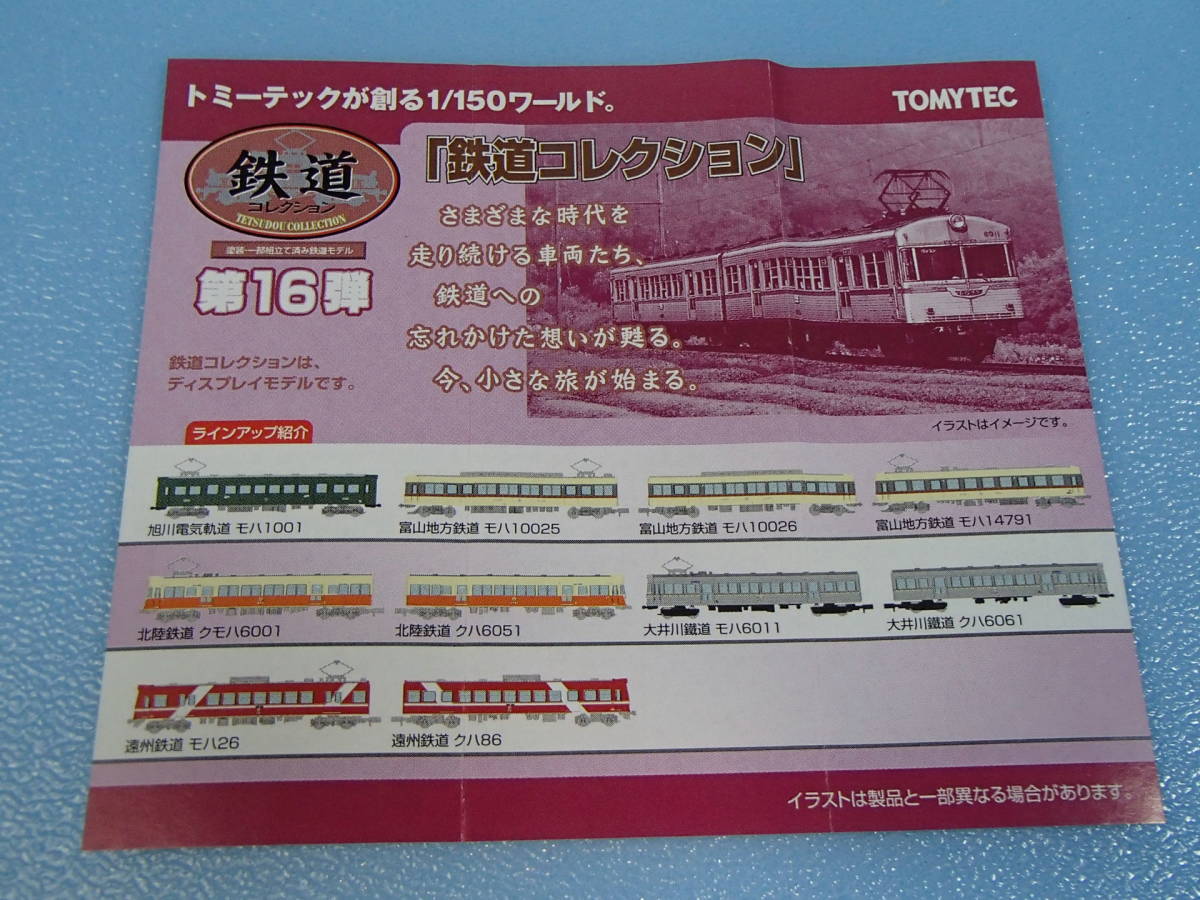 トミーテックが創る1/150ワールド。
TOMYTEC
鉄道
コレクション
TETSUDOU COLLECTION
塗装一部組立て済み鉄道モデル
第16弾
鉄道コレクションは、
ディスプレイモデルです。
「鉄道コレクション」
さまざまな時代を
走り続ける車両たち、
鉄道への
忘れかけた想いが甦る。
今、小さな旅が始まる。
6011
イラストはイメージです。
ラインアップ紹介
旭川電気軌道 モハ1001
富山地方鉄道 モハ10025
富山地方鉄道 モハ10026
富山地方鉄道 モハ14791
北陸鉄道 クモハ6001
北陸鉄道 クハ6051
大井川鐵道 モハ6011
大井川鐵道 クハ6061
遠州鉄道 モハ26
遠州鉄道 クハ86
イラストは製品と一部異なる場合があります。